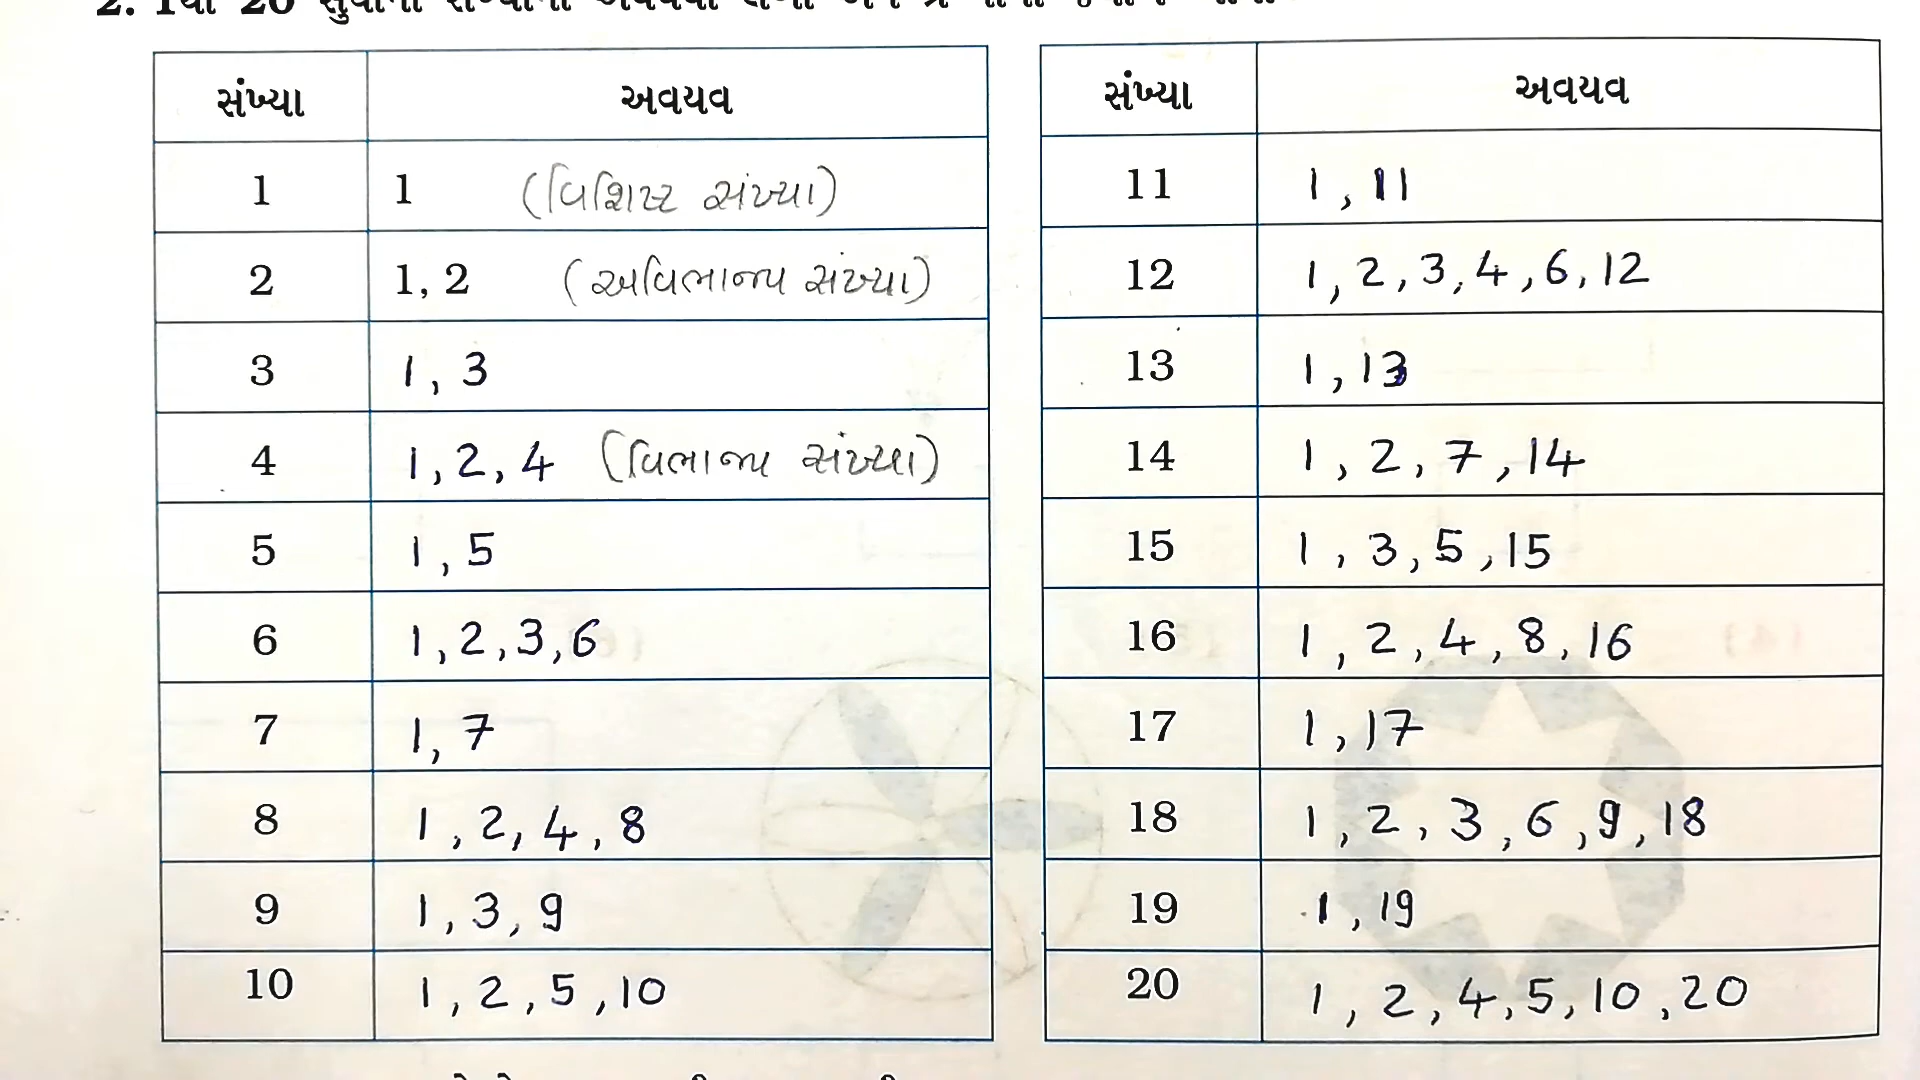 2. 1થી 20 સુધીની
સંખ્યા અવયવ
1 1 (વિશિષ્ટ સંખ્યા)
2 1, 2 (અવિભાજ્ય સંખ્યા)
3 1, 3
4 1, 2, 4 (વિભાજ્ય સંખ્યા)
5 1, 5
6 1, 2, 3, 6
7 1, 7
8 1, 2, 4, 8
9 1, 3, 9
10 1, 2, 5, 10
સંખ્યા અવયવ
11 1, 11
12 1, 2, 3, 4, 6, 12
13 1, 13
14 1, 2, 7, 14
15 1, 3, 5, 15
16 1, 2, 4, 8, 16
17 1, 17
18 1, 2, 3, 6, 9, 18
19 1, 19
20 1, 2, 4, 5, 10, 20